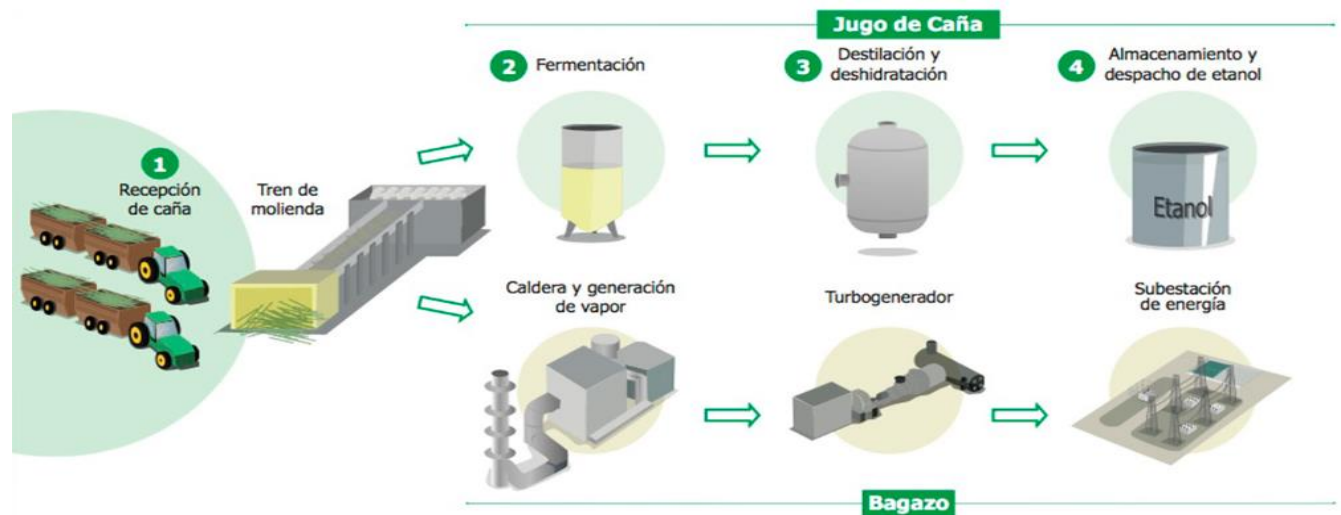 Jugo de Caña
2 Fermentación
3 Destilación y
deshidratación
4 Almacenamiento y
despacho de etanol
1
Recepción
de caña
Tren de
molienda
Etanol
Caldera y generación
de vapor
Turbogenerador
Subestación
de energía
Bagazo